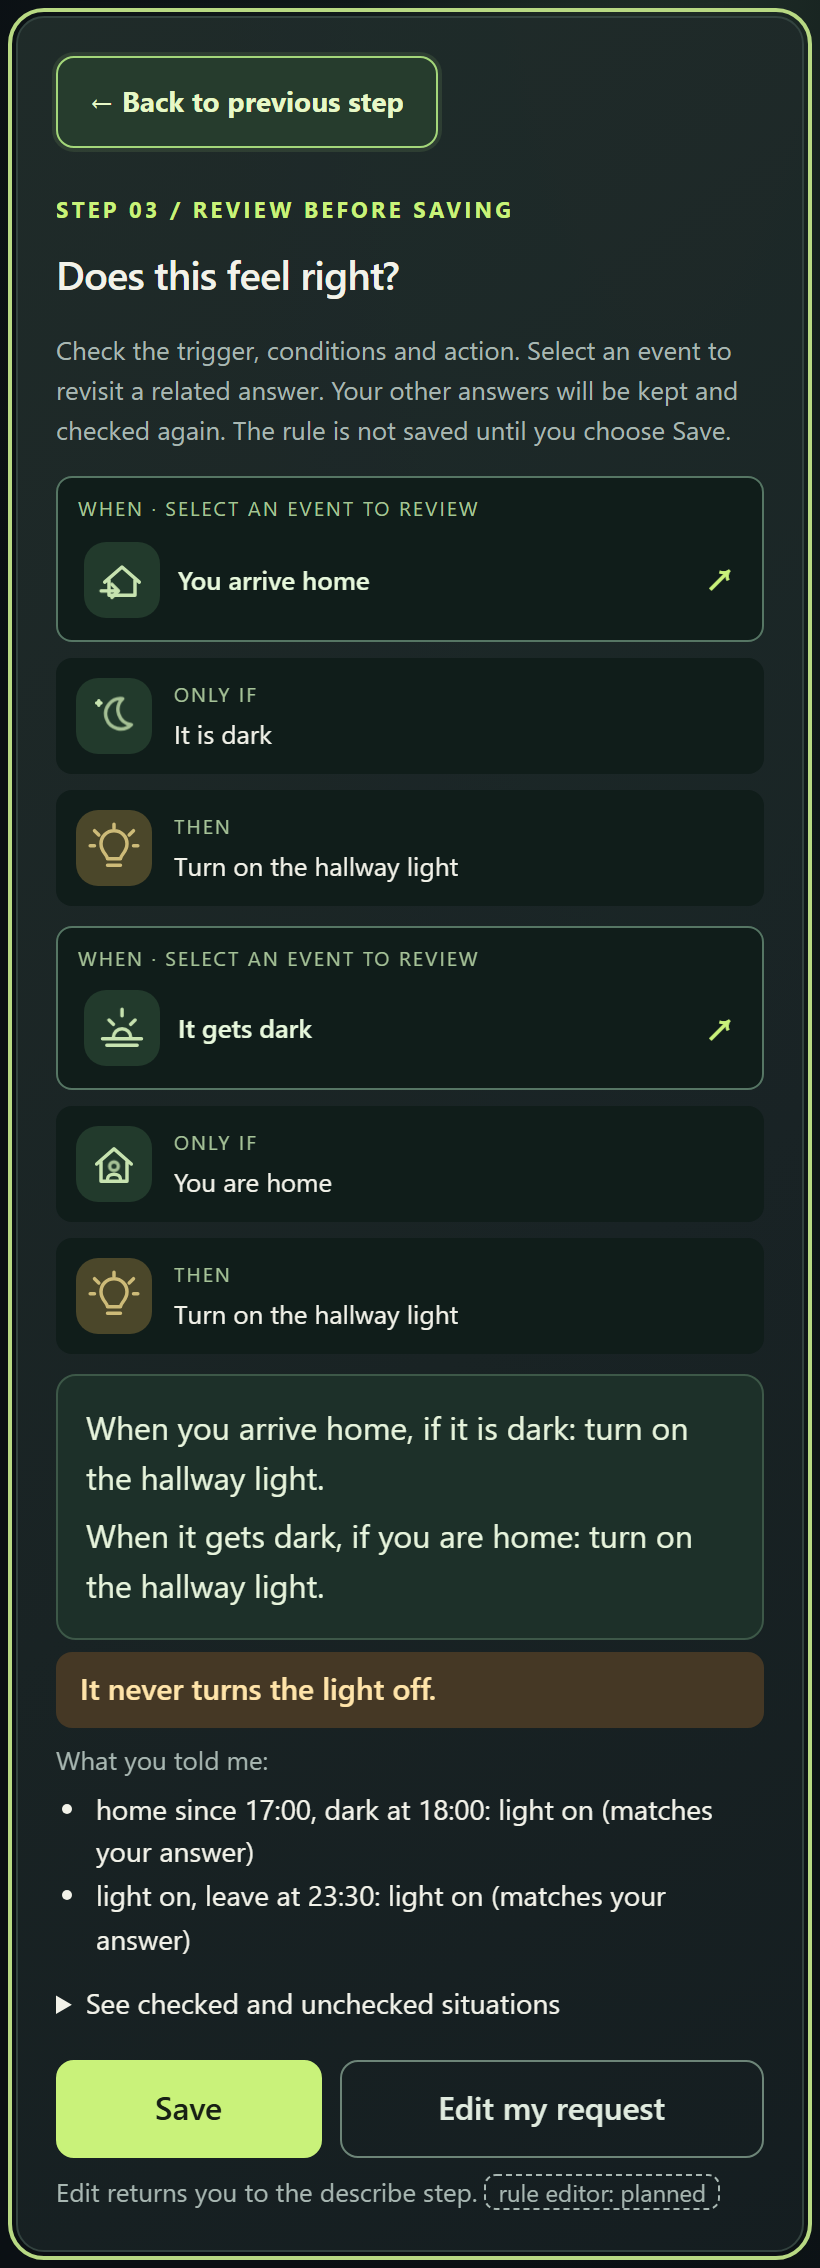 ← Back to previous step
STEP 03 / REVIEW BEFORE SAVING
Does this feel right?
Check the trigger, conditions and action. Select an event to
revisit a related answer. Your other answers will be kept and
checked again. The rule is not saved until you choose Save.
WHEN · SELECT AN EVENT TO REVIEW
You arrive home
ONLY IF
It is dark
THEN
Turn on the hallway light
WHEN · SELECT AN EVENT TO REVIEW
It gets dark
ONLY IF
You are home
THEN
Turn on the hallway light
When you arrive home, if it is dark: turn on
the hallway light.
When it gets dark, if you are home: turn on
the hallway light.
It never turns the light off.
What you told me:
• home since 17:00, dark at 18:00: light on (matches
your answer)
• light on, leave at 23:30: light on (matches your
answer)
▶ See checked and unchecked situations
Save
Edit my request
Edit returns you to the describe step. rule editor: planned